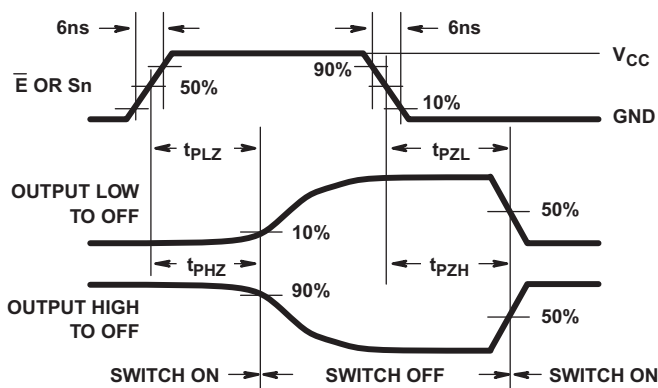 6ns
6ns
VCC
90%
E OR Sn
50%
10%
GND
tPLZ
tPZL
OUTPUT LOW
TO OFF
50%
10%
tPHZ
tPZH
90%
OUTPUT HIGH
TO OFF
50%
SWITCH ON
SWITCH OFF
SWITCH ON